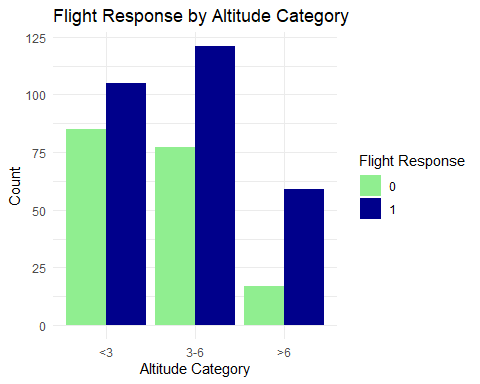 Flight Response by Altitude Category
125
100
75
50
25
0
Count
<3
3-6
>6
Altitude Category
Flight Response
0
1